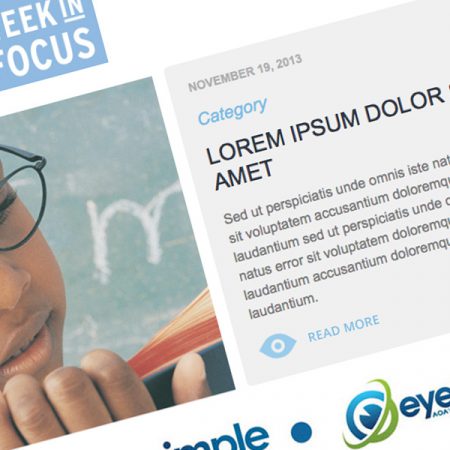 EEK IN
FOCUS
NOVEMBER 19, 2013
Category
LOREM IPSUM DOLOR
AMET
Sed ut perspiciatis unde omnis iste nat
sit voluptatem accusantium doloremqu
laudantium sed ut perspiciatis unde o
natus error sit voluptatem doloremqu
laudantium accusantium doloremqu
laudantium.
READ MORE
imple
eye
AOA
m